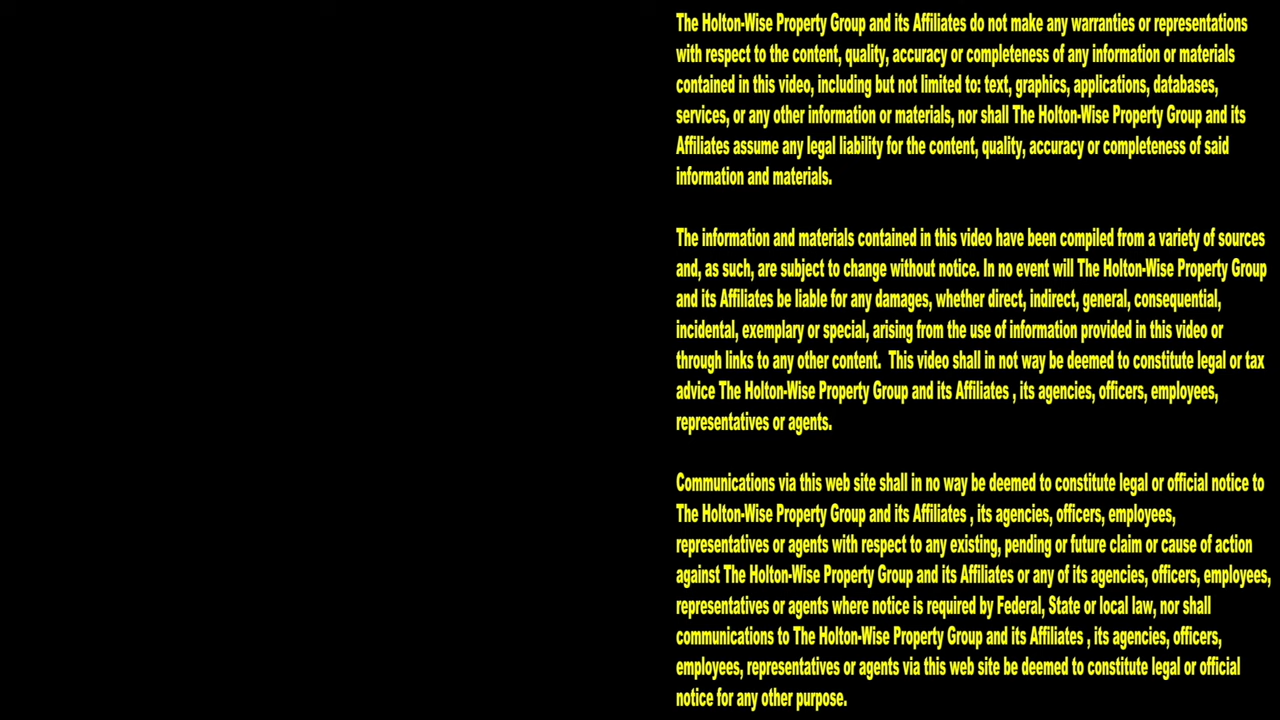 The Holton-Wise Property Group and its Affiliates do not make any warranties or representations
with respect to the content, quality, accuracy or completeness of any information or materials
contained in this video, including but not limited to: text, graphics, applications, databases,
services, or any other information or materials, nor shall The Holton-Wise Property Group and its
Affiliates assume any legal liability for the content, quality, accuracy or completeness of said
information and materials.
The information and materials contained in this video have been compiled from a variety of sources
and, as such, are subject to change without notice. In no event will The Holton-Wise Property Group
and its Affiliates be liable for any damages, whether direct, indirect, general, consequential,
incidental, exemplary or special, arising from the use of information provided in this video or
through links to any other content.  This video shall in not way be deemed to constitute legal or tax
advice The Holton-Wise Property Group and its Affiliates , its agencies, officers, employees,
representatives or agents.
Communications via this web site shall in no way be deemed to constitute legal or official notice to
The Holton-Wise Property Group and its Affiliates , its agencies, officers, employees,
representatives or agents with respect to any existing, pending or future claim or cause of action
against The Holton-Wise Property Group and its Affiliates or any of its agencies, officers, employees,
representatives or agents where notice is required by Federal, State or local law, nor shall
communications to The Holton-Wise Property Group and its Affiliates , its agencies, officers,
employees, representatives or agents via this web site be deemed to constitute legal or official
notice for any other purpose.